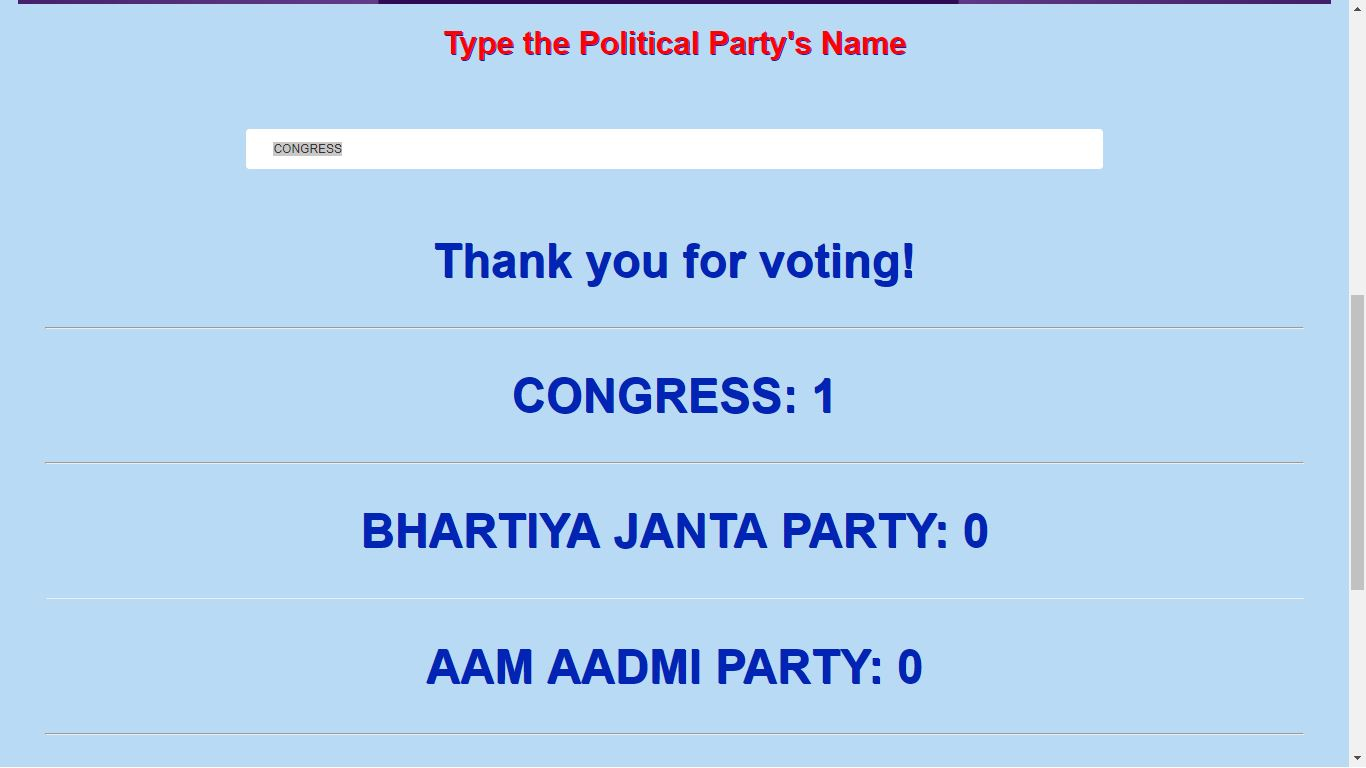 Type the Political Party's Name
CONGRESS
Thank you for voting!
CONGRESS: 1
BHARTIYA JANTA PARTY: 0
AAM AADMI PARTY: 0